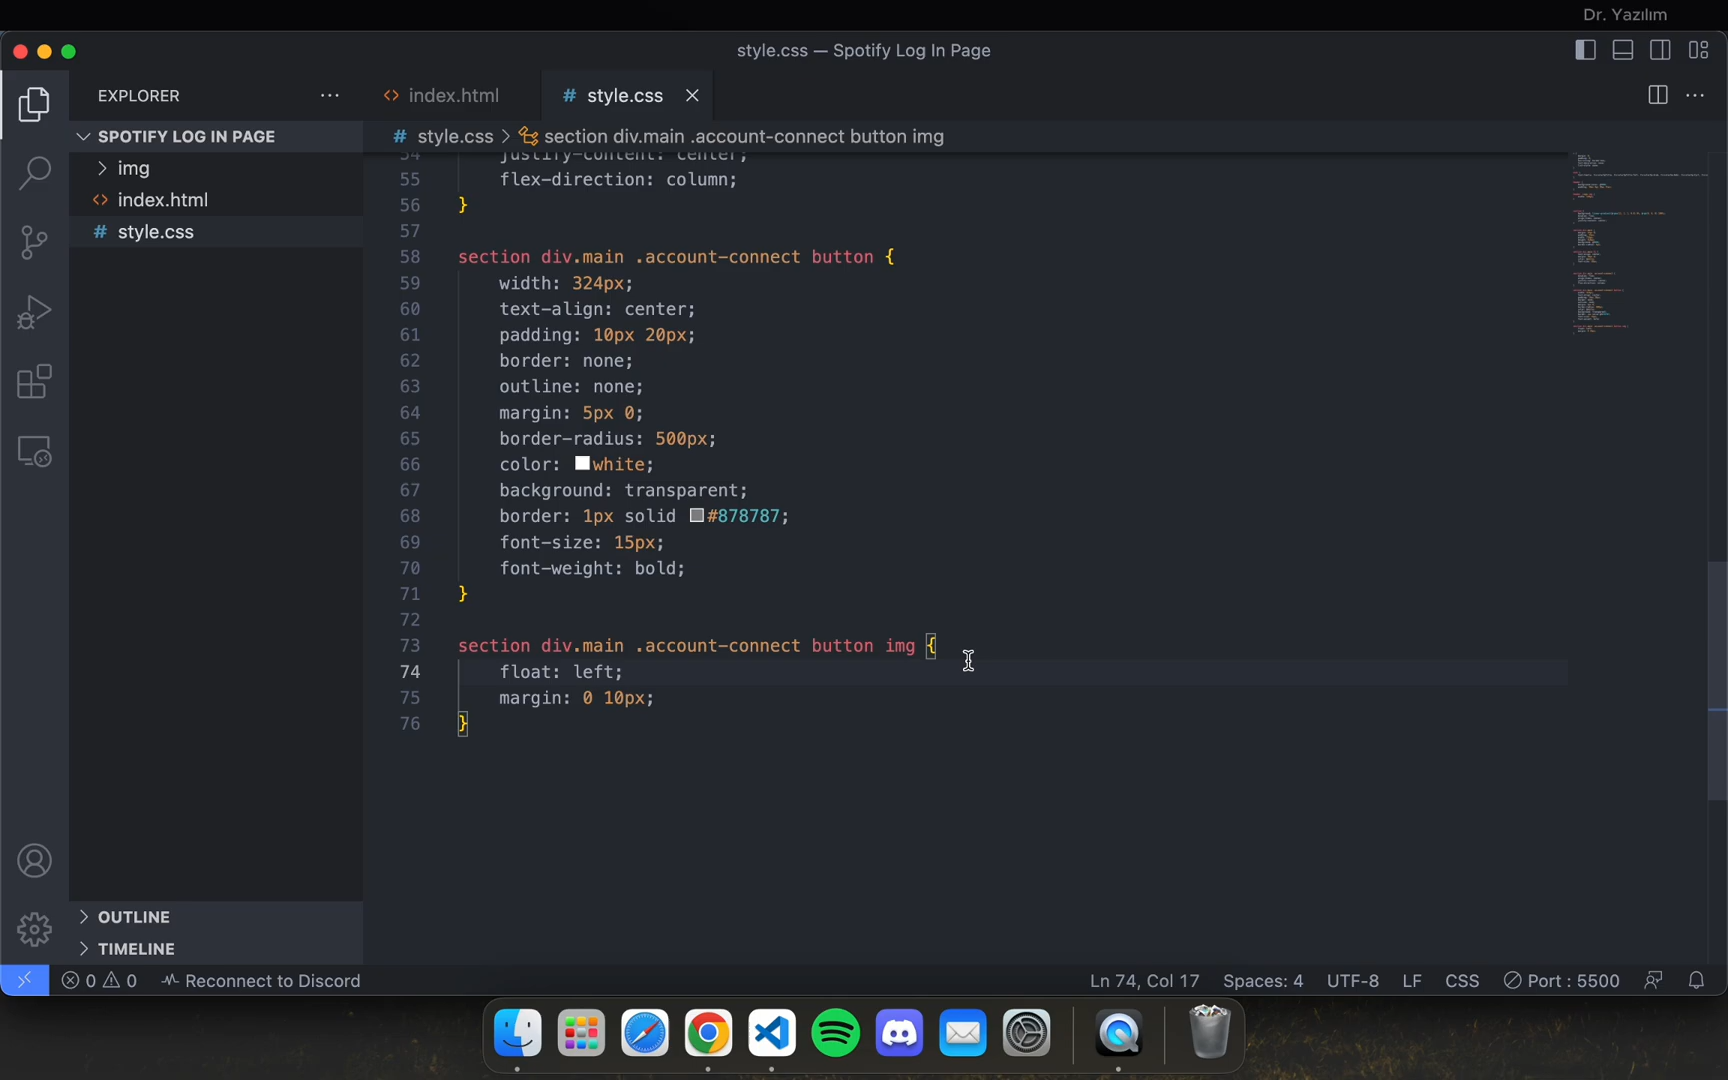 Dr. Yazılım
style.css — Spotify Log In Page
EXPLORER
index.html
# style.css
SPOTIFY LOG IN PAGE
# style.css > section div.main .account-connect button img
img
index.html
# style.css
54 justify-content: center;
55 flex-direction: column;
56 }
57
58 section div.main .account-connect button {
59 width: 324px;
60 text-align: center;
61 padding: 10px 20px;
62 border: none;
63 outline: none;
64 margin: 5px 0;
65 border-radius: 500px;
66 color: white;
67 background: transparent;
68 border: 1px solid #878787;
69 font-size: 15px;
70 font-weight: bold;
71 }
72
73 section div.main .account-connect button img {
74 float: left;
75 margin: 0 10px;
76 }
OUTLINE
TIMELINE
0 0 Reconnect to Discord Ln 74, Col 17 Spaces: 4 UTF-8 LF CSS Port : 5500